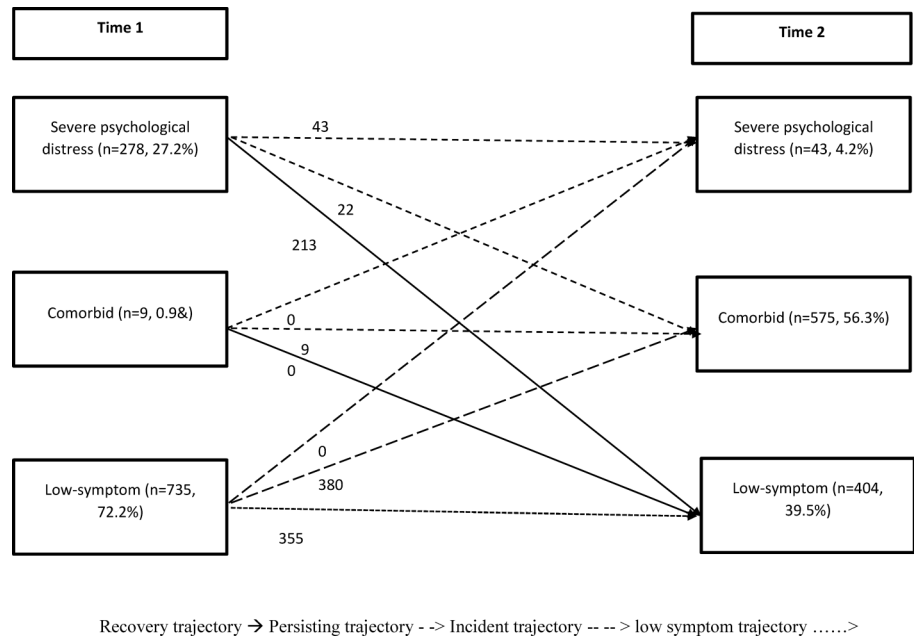 Time 1
Time 2
Severe psychological
distress (n=278, 27.2%)
43
Severe psychological
distress (n=43, 4.2%)
22
213
Comorbid (n=9, 0.9&)
0
9
0
Comorbid (n=575, 56.3%)
Low-symptom (n=735,
72.2%)
0
380
355
Low-symptom (n=404,
39.5%)
Recovery trajectory → Persisting trajectory - -> Incident trajectory -- -- > low symptom trajectory ……>